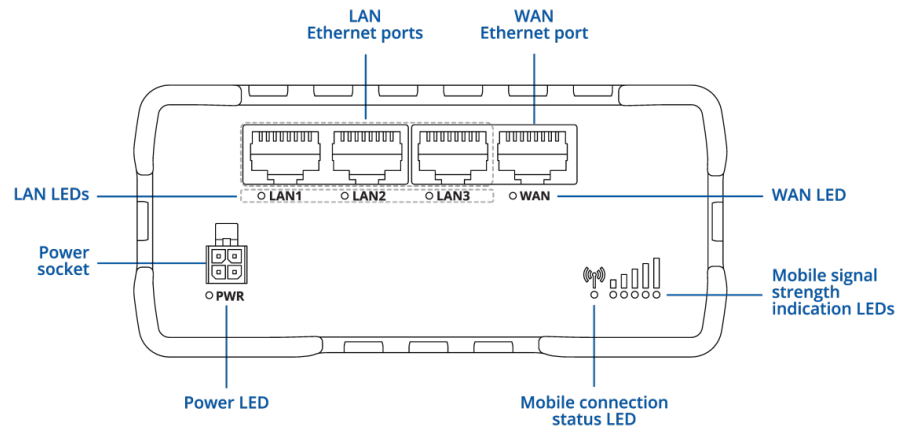 LAN
Ethernet ports
WAN
Ethernet port
LAN LEDs
LAN1
LAN2
LAN3
WAN
WAN LED
Power
socket
PWR
Mobile signal
strength
indication LEDs
Power LED
Mobile connection
status LED